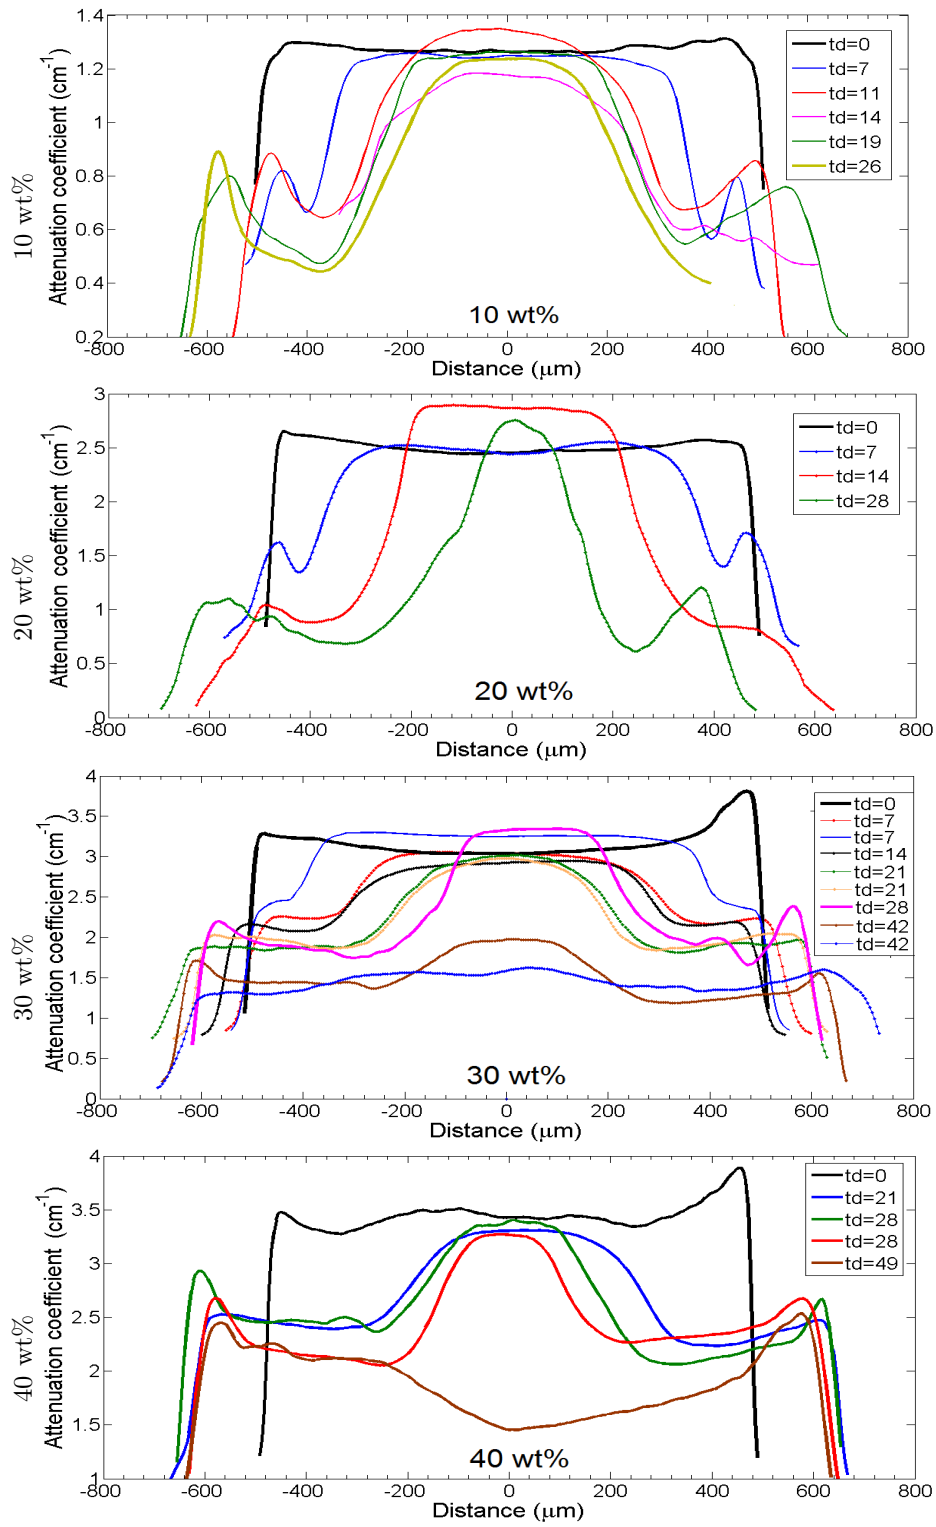 10 wt%
Attenuation coefficient (cm-1)
1.4
1.2
1
0.8
0.6
0.4
0.2
td=0
td=7
td=11
td=14
td=19
td=26
10 wt%
-800 -600 -400 -200 0 200 400 600 800
Distance (μm)
20 wt%
Attenuation coefficient (cm-1)
3
2.5
2
1.5
1
0.5
0
td=0
td=7
td=14
td=28
20 wt%
-800 -600 -400 -200 0 200 400 600 800
Distance (μm)
30 wt%
Attenuation coefficient (cm-1)
4
3.5
3
2.5
2
1.5
1
0.5
0
td=0
td=7
td=7
td=14
td=21
td=21
td=28
td=42
td=42
30 wt%
-800 -600 -400 -200 0 200 400 600 800
Distance (μm)
40 wt%
Attenuation coefficient (cm-1)
4
3.5
3
2.5
2
1.5
1
td=0
td=21
td=28
td=28
td=49
40 wt%
-800 -600 -400 -200 0 200 400 600 800
Distance (μm)